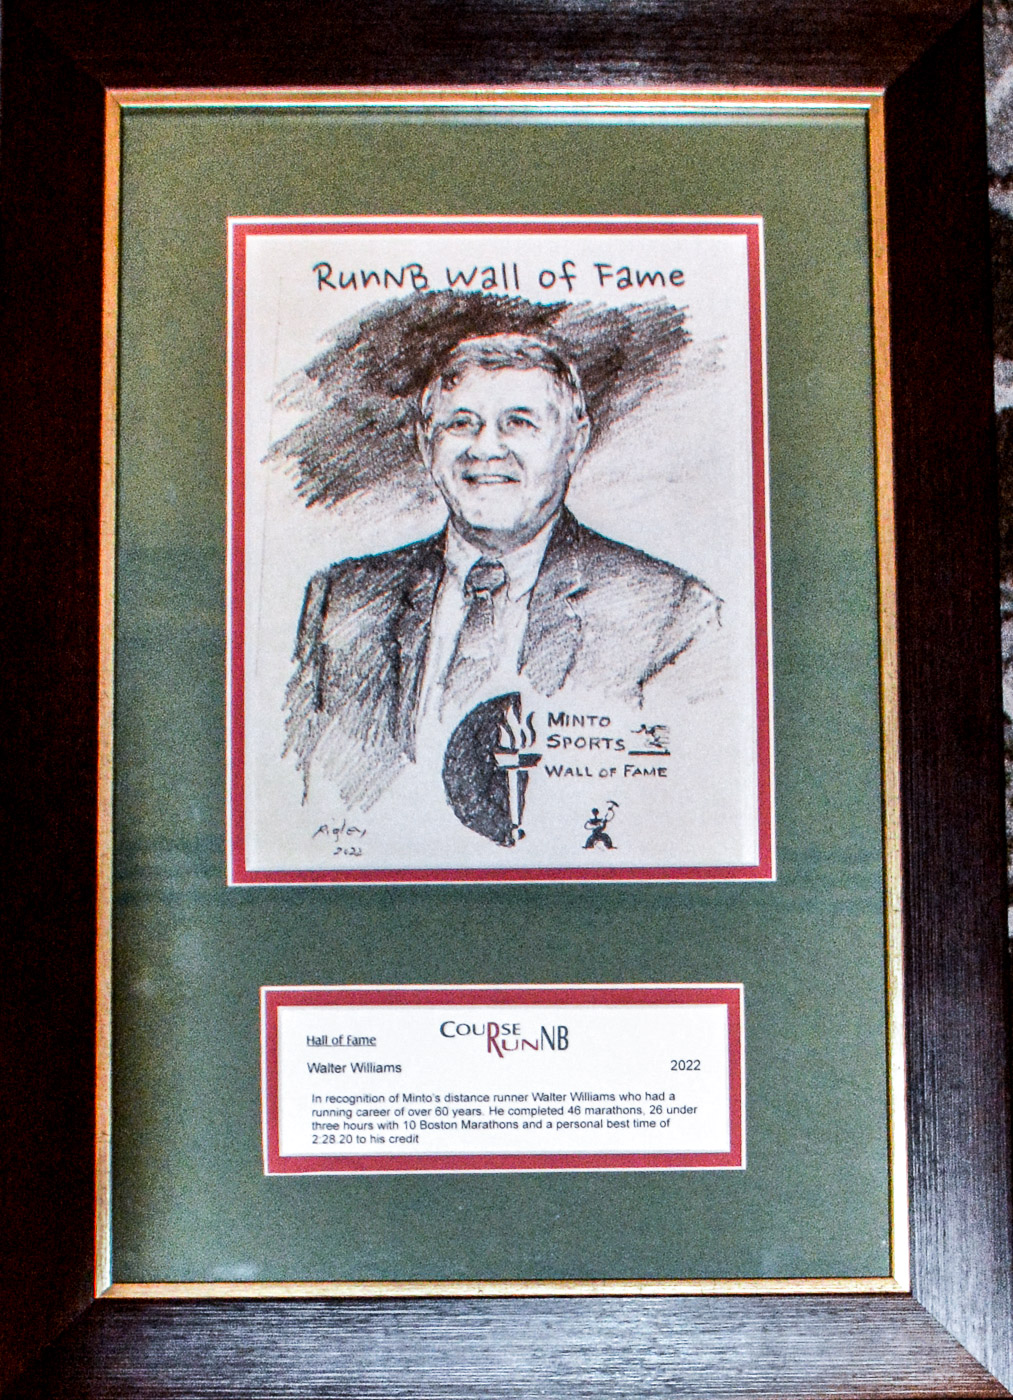 RunNB Wall of Fame
MINTO
SPORTS
WALL OF FAME
2022
COURSE
RUNNB
Hall of Fame
Walter Williams
2022
In recognition of Minto's distance runner Walter Williams who had a
running career of over 60 years. He completed 46 marathons, 26 under
three hours with 10 Boston Marathons and a personal best time of
2:28.20 to his credit